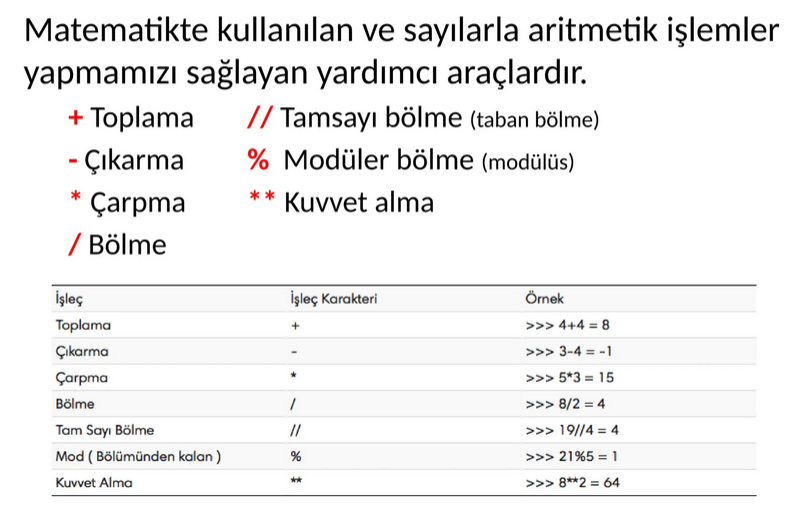 Matematikte kullanılan ve sayılarla aritmetik işlemler
yapmamızı sağlayan yardımcı araçlardır.
+ Toplama // Tamsayı bölme (taban bölme)
- Çıkarma % Modüler bölme (modülüs)
* Çarpma ** Kuvvet alma
/ Bölme
İşleç İşleç Karakteri Örnek
Toplama + >>> 4+4 = 8
Çıkarma - >>> 3-4 = -1
Çarpma * >>> 5*3 = 15
Bölme / >>> 8/2 = 4
Tam Sayı Bölme // >>> 19//4 = 4
Mod ( Bölümünden kalan ) % >>> 21%5 = 1
Kuvvet Alma ** >>> 8**2 = 64